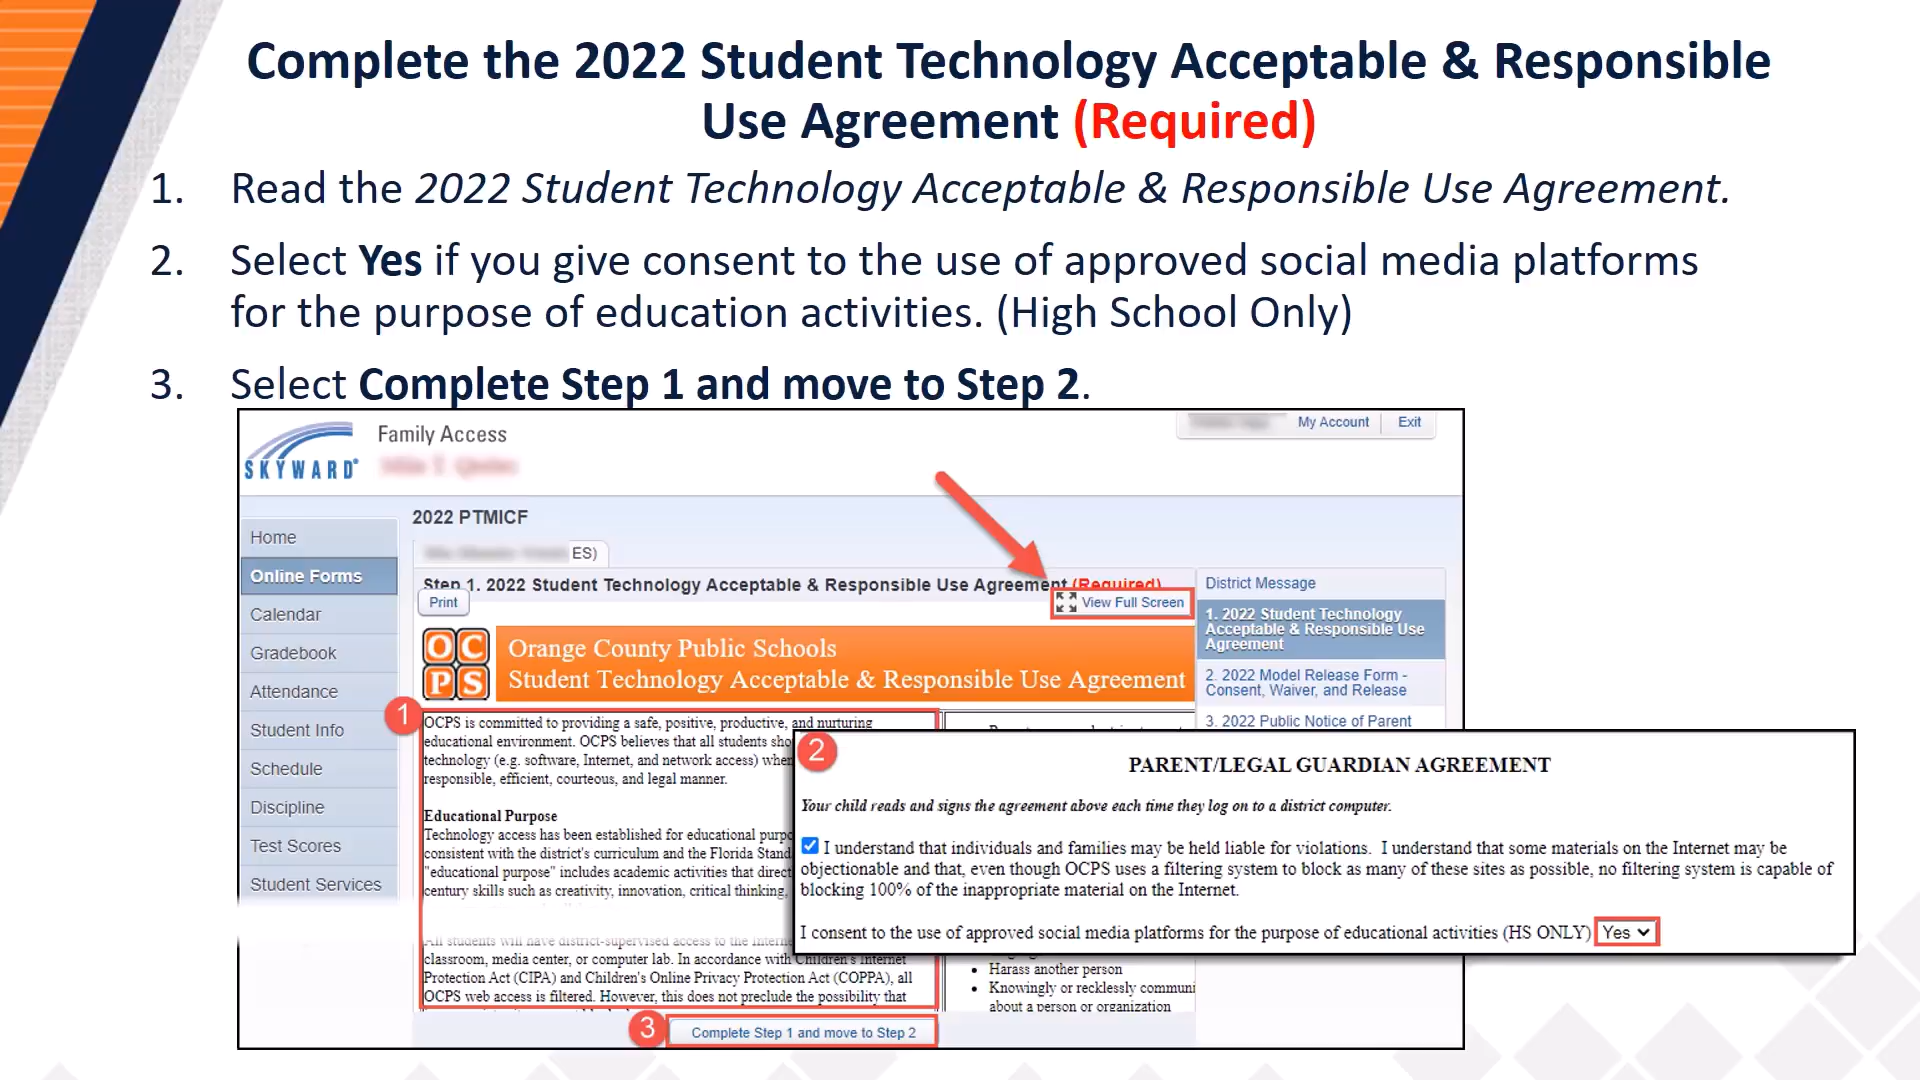 Complete the 2022 Student Technology Acceptable & Responsible
Use Agreement (Required)
1. Read the 2022 Student Technology Acceptable & Responsible Use Agreement.
2. Select Yes if you give consent to the use of approved social media platforms
for the purpose of education activities. (High School Only)
3. Select Complete Step 1 and move to Step 2.
SKYWARD®
Family Access
My Account
Exit
2022 PTMICF
Home
Online Forms
Calendar
Gradebook
Attendance
Student Info
Schedule
Discipline
Test Scores
Student Services
ES)
Step 1. 2022 Student Technology Acceptable & Responsible Use Agreement (Required)
Print
View Full Screen
OCPS
Orange County Public Schools
Student Technology Acceptable & Responsible Use Agreement
District Message
1. 2022 Student Technology
Acceptable & Responsible Use
Agreement
2. 2022 Model Release Form -
Consent, Waiver, and Release
3. 2022 Public Notice of Parent
1
OCPS is committed to providing a safe, positive, productive, and nurturing
educational environment. OCPS believes that all students sho
technology (e.g. software, Internet, and network access) when
responsible, efficient, courteous, and legal manner.
Educational Purpose
Technology access has been established for educational purpo
consistent with the district's curriculum and the Florida Stand
"educational purpose" includes academic activities that direct
century skills such as creativity, innovation, critical thinking,
All students will have district-supervised access to the Interne
classroom, media center, or computer lab. In accordance with Children's Internet
Protection Act (CIPA) and Children's Online Privacy Protection Act (COPPA), all
OCPS web access is filtered. However, this does not preclude the possibility that
2
PARENT/LEGAL GUARDIAN AGREEMENT
Your child reads and signs the agreement above each time they log on to a district computer.
I understand that individuals and families may be held liable for violations. I understand that some materials on the Internet may be
objectionable and that, even though OCPS uses a filtering system to block as many of these sites as possible, no filtering system is capable of
blocking 100% of the inappropriate material on the Internet.
I consent to the use of approved social media platforms for the purpose of educational activities (HS ONLY) Yes
• Harass another person
• Knowingly or recklessly communi
about a person or organization
3
Complete Step 1 and move to Step 2